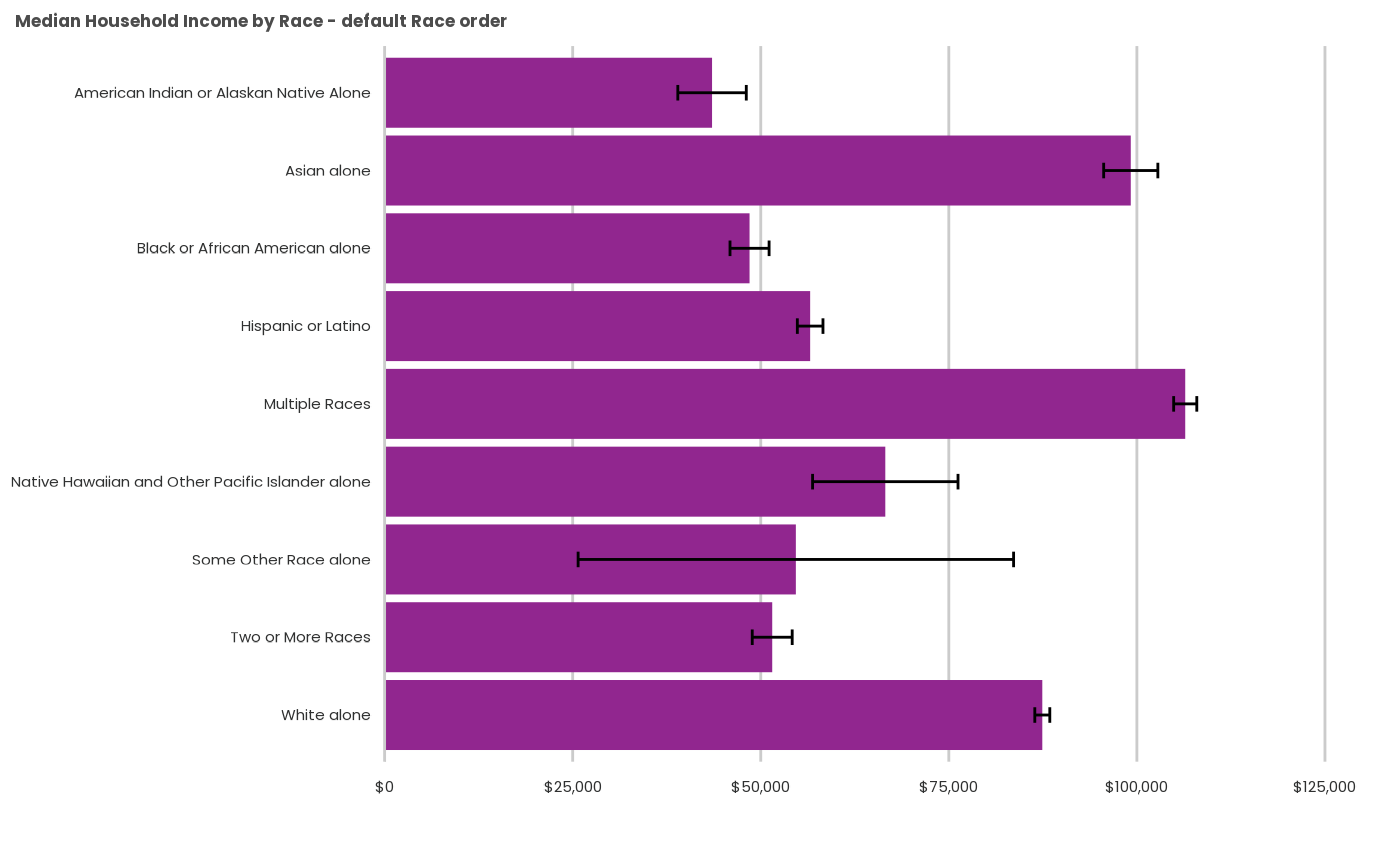 Median Household Income by Race - default Race order
American Indian or Alaskan Native Alone
Asian alone
Black or African American alone
Hispanic or Latino
Multiple Races
Native Hawaiian and Other Pacific Islander alone
Some Other Race alone
Two or More Races
White alone
$0 $25,000 $50,000 $75,000 $100,000 $125,000